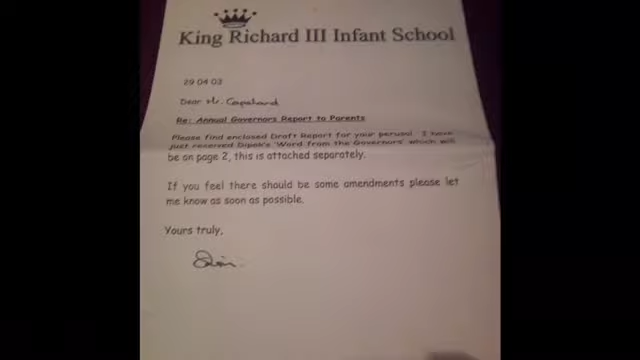 King Richard III Infant School
29 04 03
Dear Mr. Capehard
Re: Annual Governors Report to Parents
Please find enclosed Draft Report for your perusal. I have
just received Dipak's 'Word from the Governors' which will
be on page 2, this is attached separately.
If you feel there should be some amendments please let
me know as soon as possible.
Yours truly,